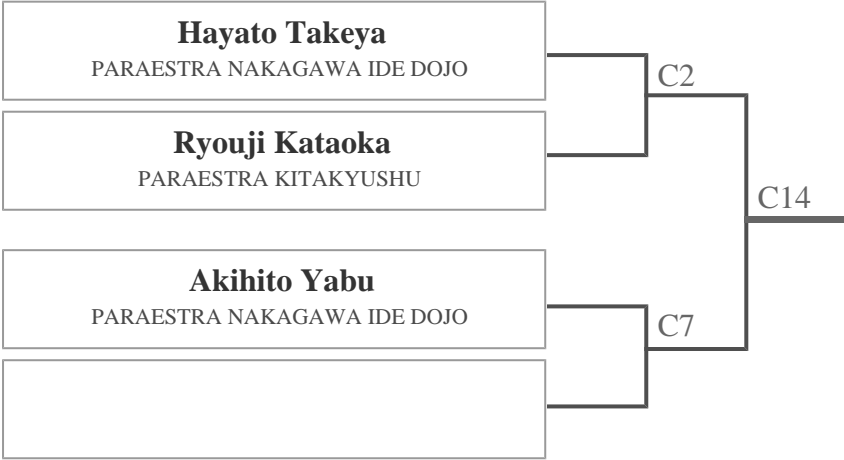 Hayato Takeya
PARAESTRA NAKAGAWA IDE DOJO
C2
Ryouji Kataoka
PARAESTRA KITAKYUSHU
C14
Akihito Yabu
PARAESTRA NAKAGAWA IDE DOJO
C7